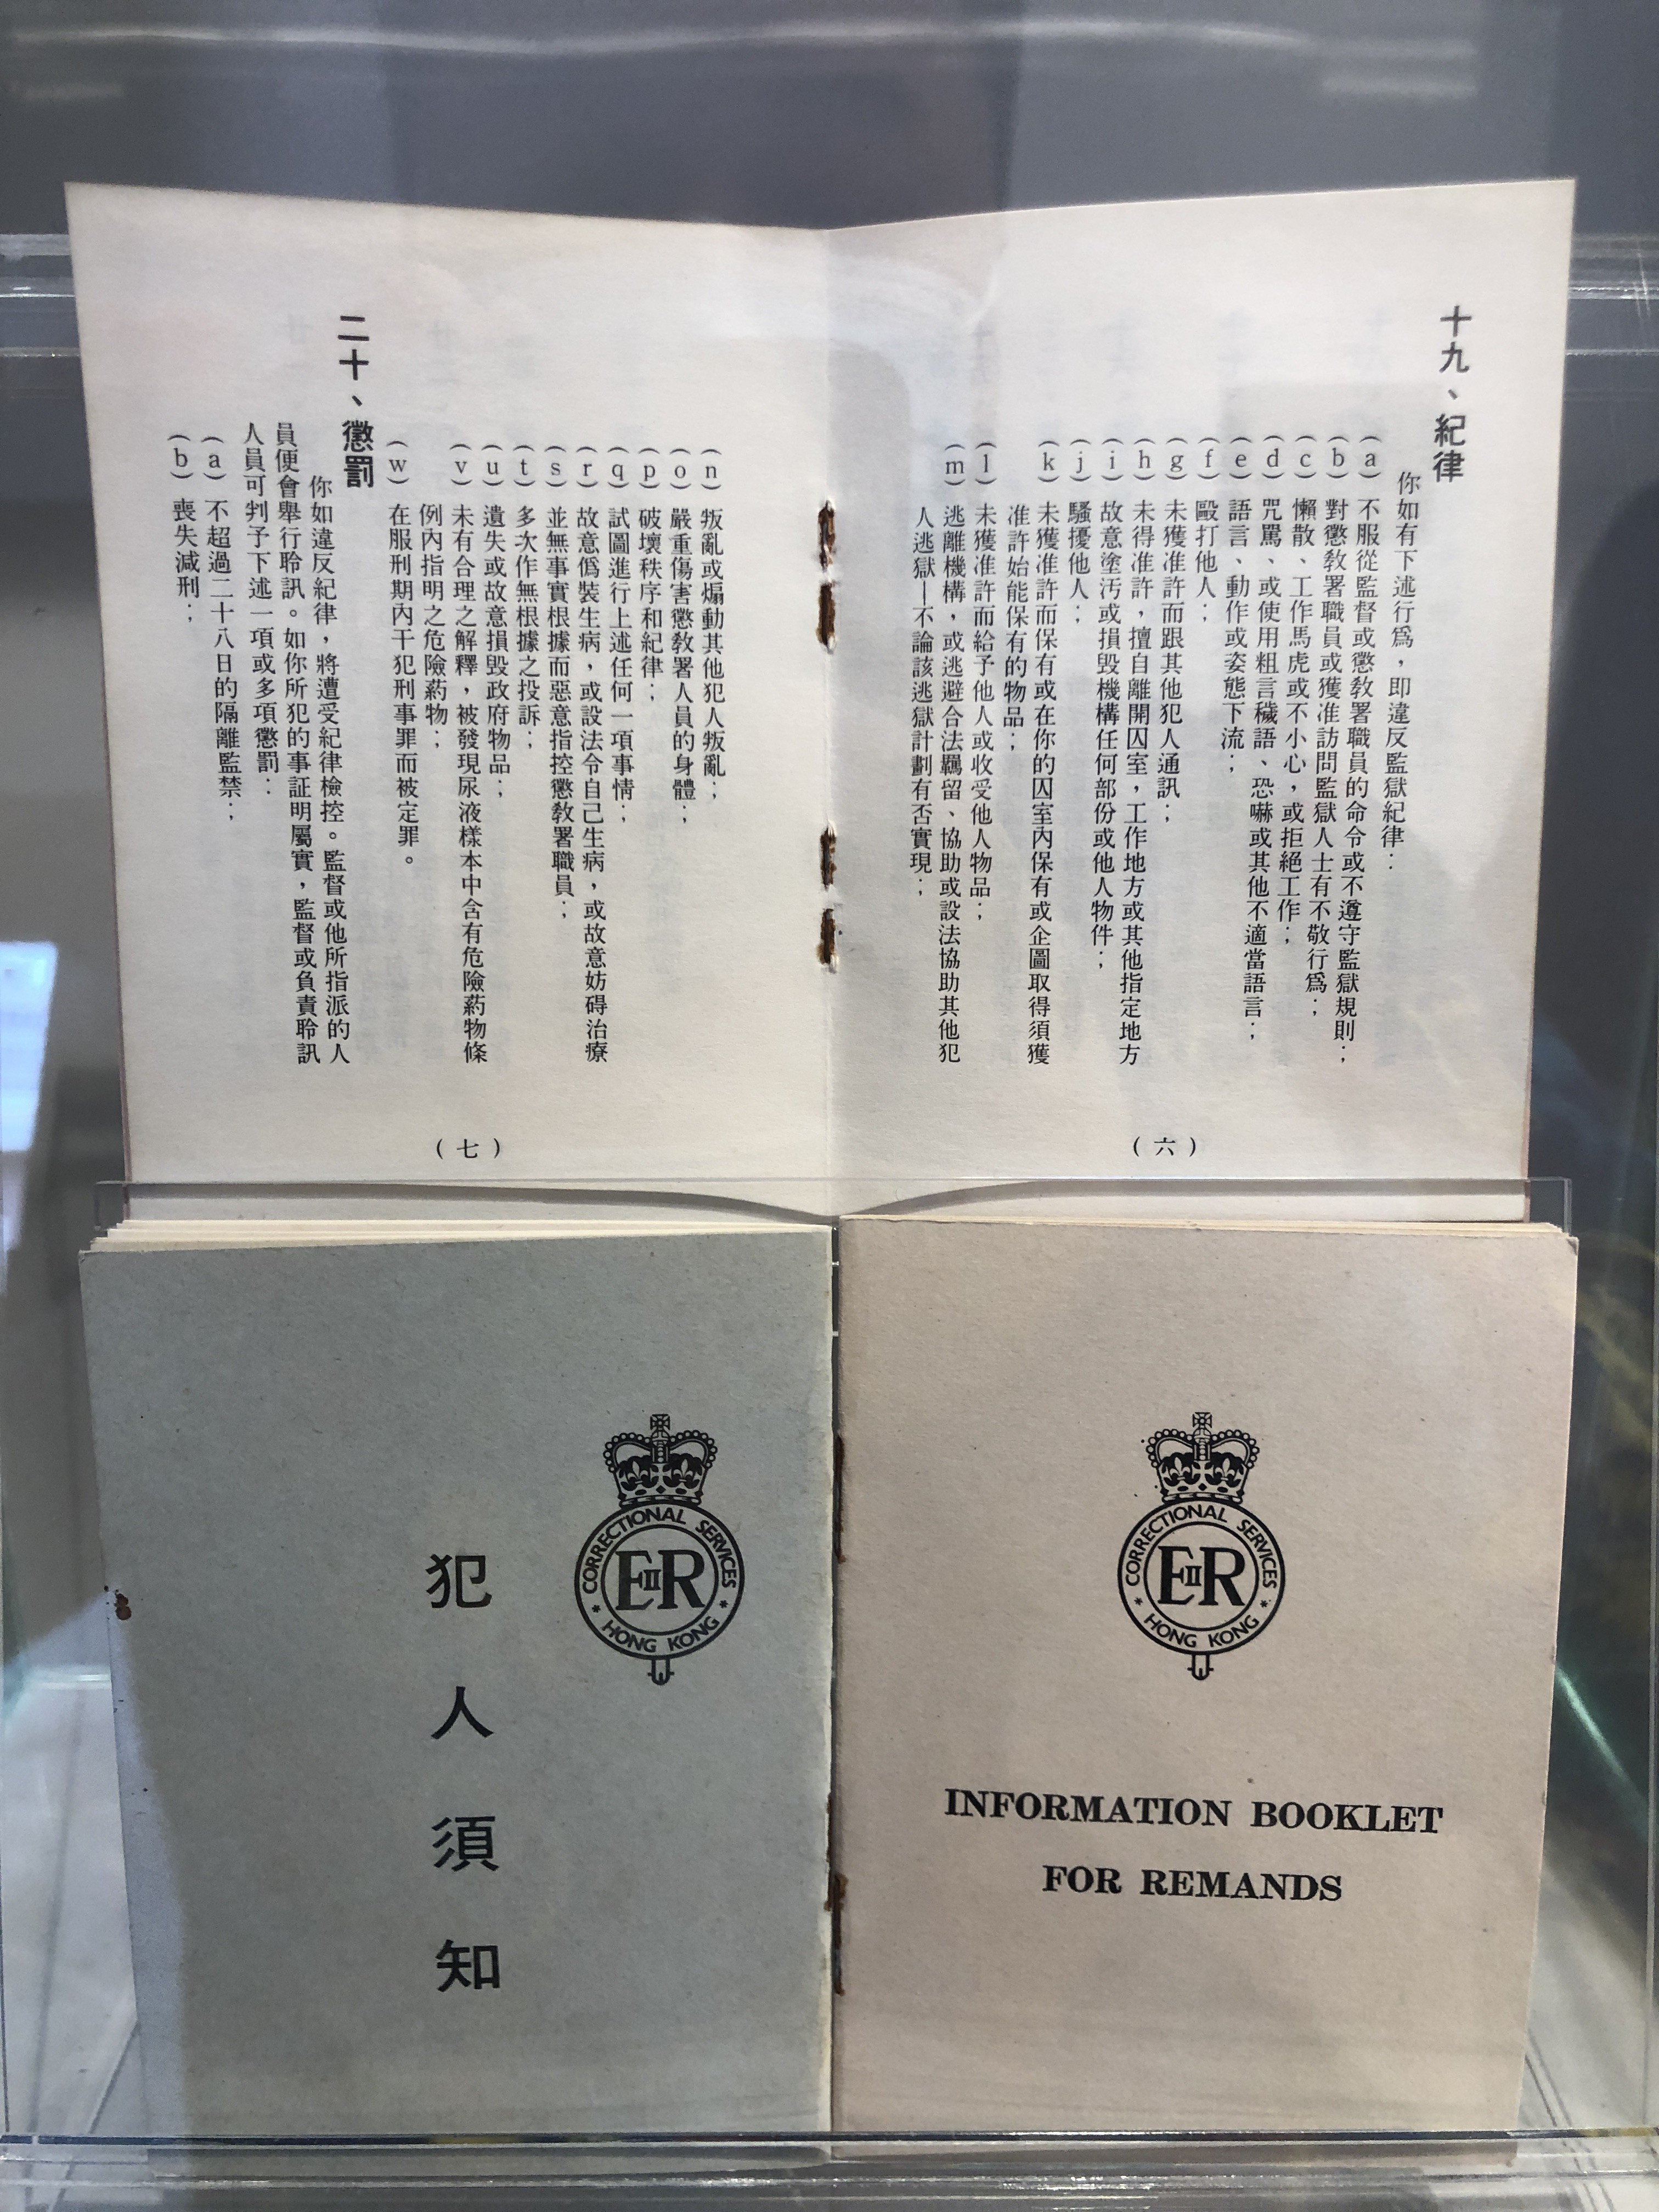 十九、紀律
你如有下述行爲，即違反監獄紀律：
(a) 不服從監督或懲教署職員的命令或不遵守監獄規則；
(b) 對懲教署職員或獲准訪問監獄人士有不敬行爲；
(c) 懶散、工作馬虎或不小心，或拒絕工作；
(d) 咒罵、或使用粗言穢語、恐嚇或其他不適當語言；
(e) 語言、動作或姿態下流；
(f) 毆打他人；
(g) 未獲准許而跟其他犯人通訊；
(h) 未得准許，擅自離開囚室，工作地方或其他指定地方
(i) 故意塗汚或損毀機構任何部份或他人物件；
(j) 騷擾他人；
(k) 未獲准許而保有或在你的囚室內保有或企圖取得須獲
准許始能保有的物品；
(l) 未獲准許而給予他人或收受他人物品；
(m) 逃離機構，或逃避合法羈留、協助或設法協助其他犯
人逃獄—不論該逃獄計劃有否實現；
(六)
(n) 叛亂或煽動其他犯人叛亂；
(o) 嚴重傷害懲教署人員的身體；
(p) 破壞秩序和紀律；
(q) 試圖進行上述任何一項事情；
(r) 故意僞裝生病，或設法令自己生病，或故意妨碍治療
(s) 並無事實根據而惡意指控懲教署職員；
(t) 多次作無根據之投訴；
(u) 遺失或故意損毀政府物品；
(v) 未有合理之解釋，被發現尿液樣本中含有危險葯物條
例內指明之危險葯物；
(w) 在服刑期內干犯刑事罪而被定罪。
二十、懲罰
你如違反紀律，將遭受紀律檢控。監督或他所指派的人
員便會舉行聆訊。如你所犯的事証明屬實，監督或負責聆訊
人員可判予下述一項或多項懲罰：
(a) 不超過二十八日的隔離監禁；
(b) 喪失減刑；
(七)
犯人須知
CORRECTIONAL SERVICES
EIIR
HONG KONG
CORRECTIONAL SERVICES
EIIR
HONG KONG
INFORMATION BOOKLET
FOR REMANDS